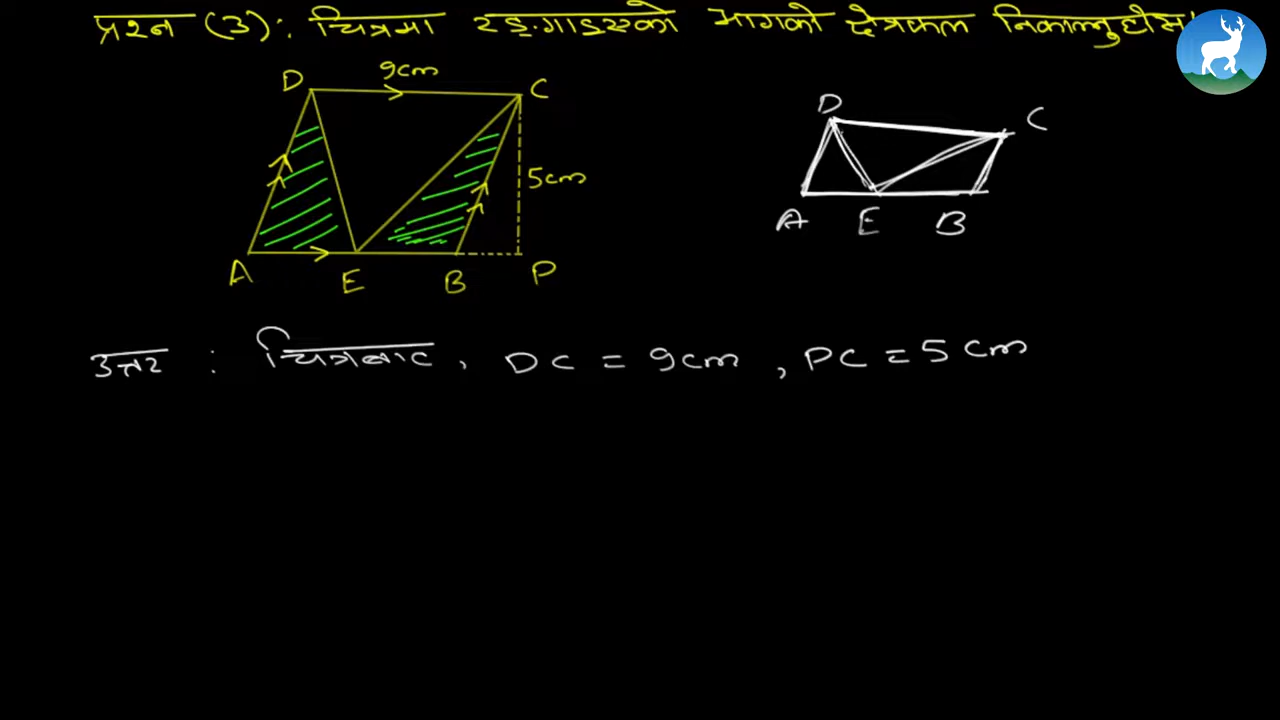 प्रश्न (3): चित्रमा रङ्गाइएको भागको क्षेत्रफल निकाल्नुहोस।
D 9cm C
5cm
A E B P
D C
A E B
उत्तर : चित्रबाट, DC = 9cm , PC = 5 cm